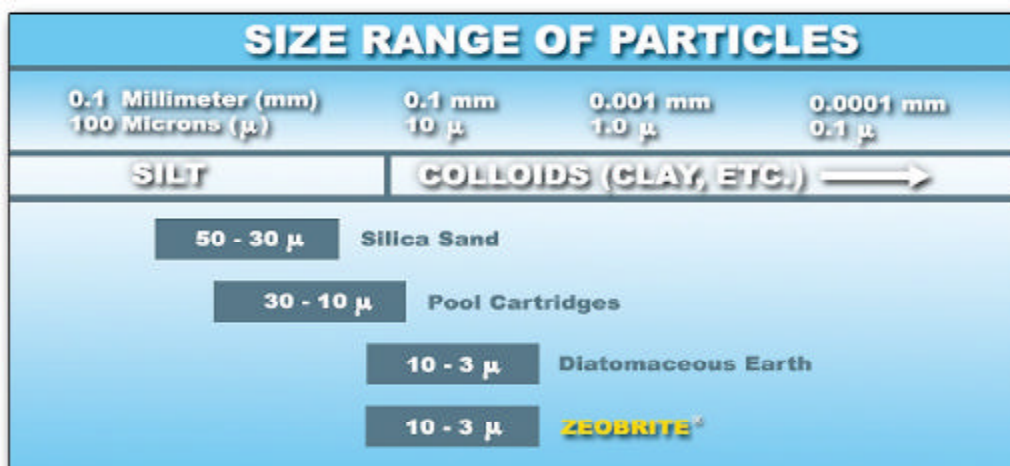 SIZE RANGE OF PARTICLES
0.1 Millimeter (mm) 0.1 mm 0.001 mm 0.0001 mm
100 Microns (μ) 10 μ 1.0 μ 0.1 μ
SILT COLLOIDS (CLAY, ETC.)
50 - 30 μ Silica Sand
30 - 10 μ Pool Cartridges
10 - 3 μ Diatomaceous Earth
10 - 3 μ ZEOBRITE®